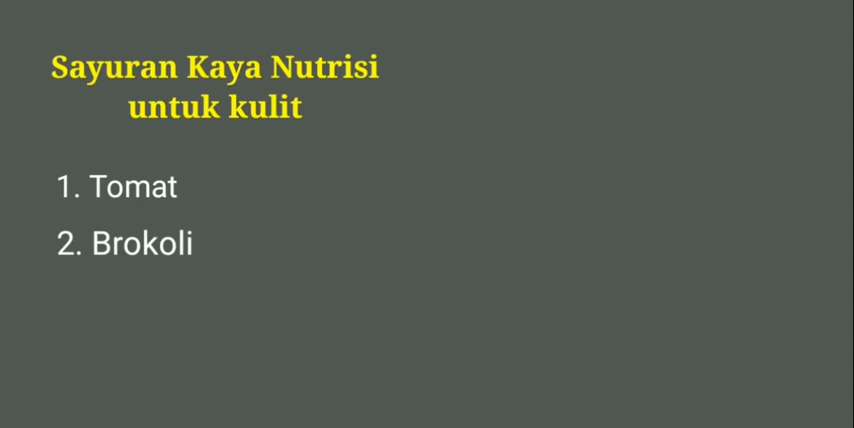 Sayuran Kaya Nutrisi
untuk kulit
1. Tomat
2. Brokoli